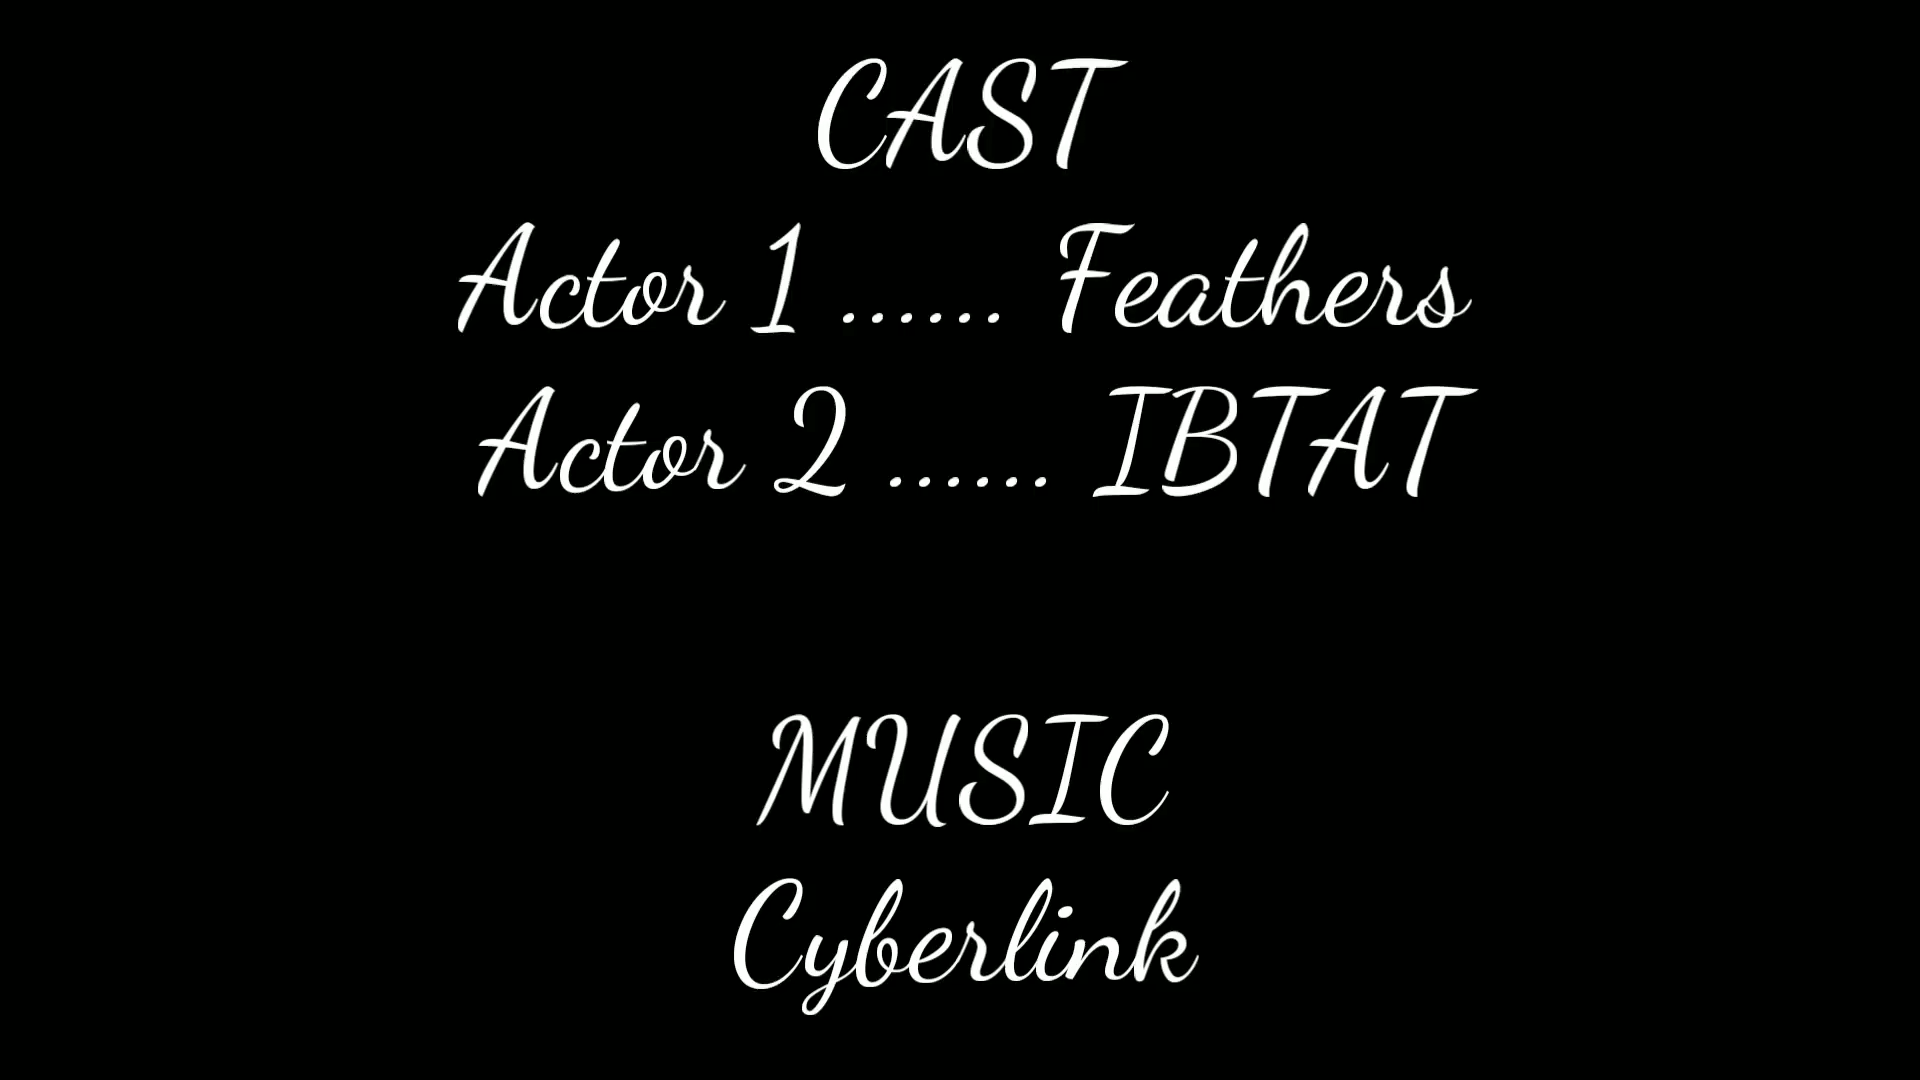 CAST
Actor 1 ...... Feathers
Actor 2 ...... IBTAT
MUSIC
Cyberlink